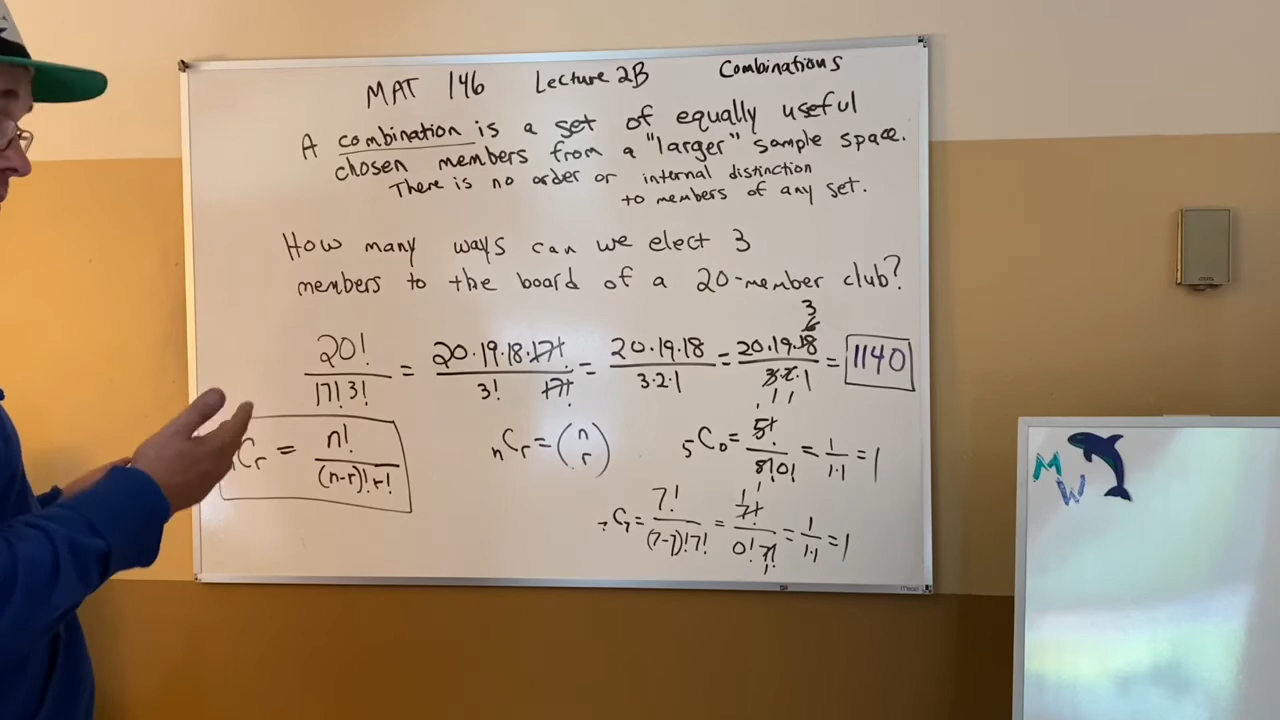 MAT 146 Lecture 2B Combinations
A combination is a set of equally useful
chosen members from a "larger" sample space.
There is no order or internal distinction
to members of any set.
How many ways can we elect 3
members to the board of a 20-member club?
20!/(17! 3!) = (20·19·18·17!)/(3! 17!) = (20·19·18)/(3·2·1) = (20·19·18)/(3·2·1) = 1140
3
6
Cr = n!/((n-r)! r!)
nCr = (n r)
5C0 = 5!/(5! 0!) = 1/(1·1) = 1
7C7 = 7!/((7-7)! 7!) = 7!/(0! 7!) = 1/(1·1) = 1
MW